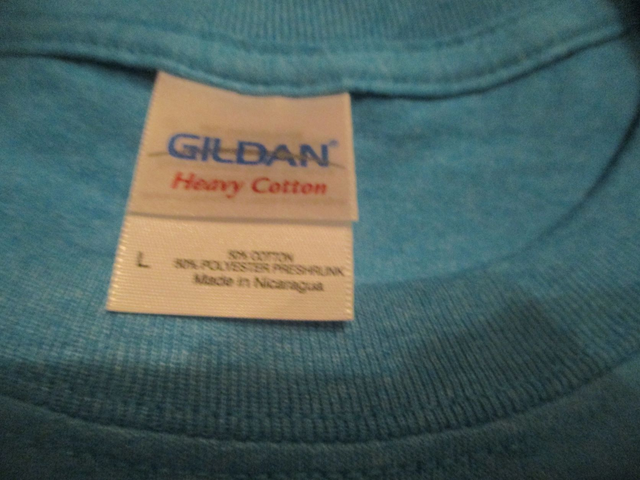 GILDAN®
Heavy Cotton
L
50% COTTON
50% POLYESTER PRESHRUNK
Made in Nicaragua